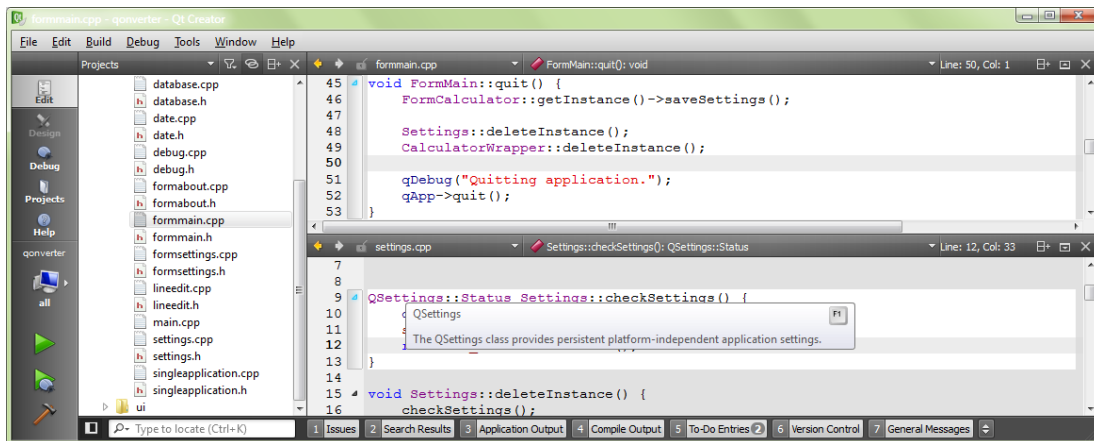 formmain.cpp - qonverter - Qt Creator
File Edit Build Debug Tools Window Help
Projects
formmain.cpp
FormMain::quit(): void
Line: 50, Col: 1
Edit
Design
Debug
Projects
Help
qonverter
all
database.cpp
database.h
date.cpp
date.h
debug.cpp
debug.h
formabout.cpp
formabout.h
formmain.cpp
formmain.h
formsettings.cpp
formsettings.h
lineedit.cpp
lineedit.h
main.cpp
settings.cpp
settings.h
singleapplication.cpp
singleapplication.h
ui
45 void FormMain::quit() {
46 FormCalculator::getInstance()->saveSettings();
47
48 Settings::deleteInstance();
49 CalculatorWrapper::deleteInstance();
50
51 qDebug("Quitting application.");
52 qApp->quit();
53 }
settings.cpp
Settings::checkSettings(): QSettings::Status
Line: 12, Col: 33
7
8
9 QSettings::Status Settings::checkSettings() {
10
11
12
13 }
14
15 void Settings::deleteInstance() {
16 checkSettings();
QSettings
F1
The QSettings class provides persistent platform-independent application settings.
Type to locate (Ctrl+K)
1 Issues 2 Search Results 3 Application Output 4 Compile Output 5 To-Do Entries 2 6 Version Control 7 General Messages